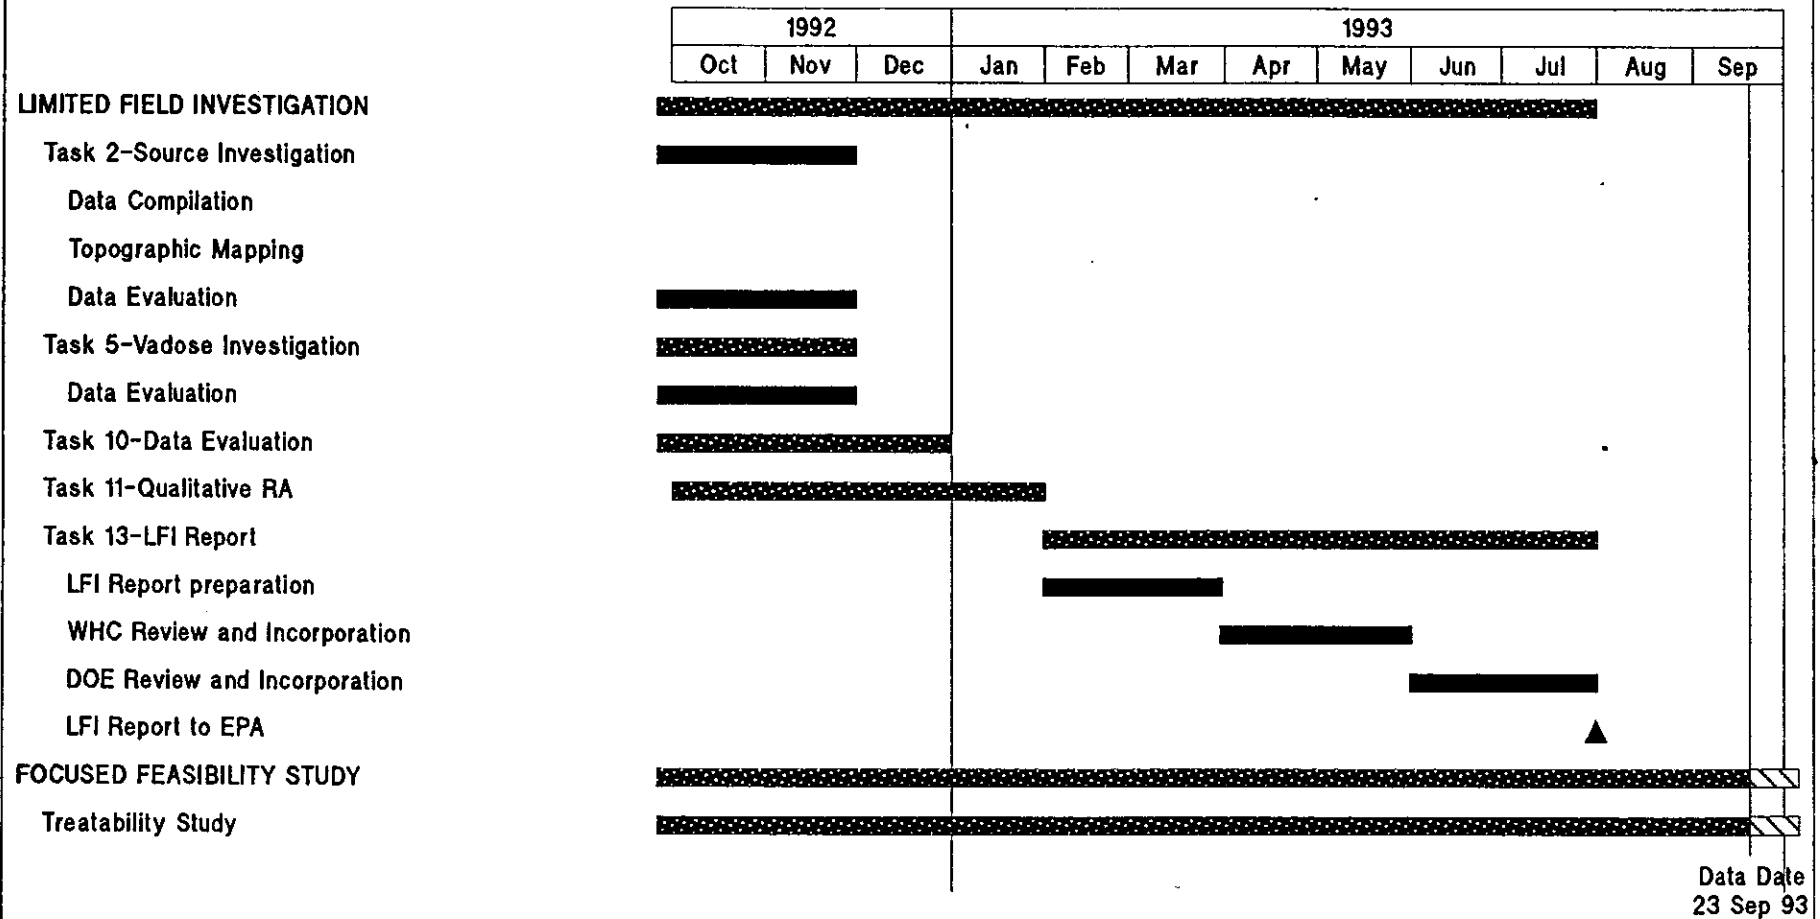 1992 1993
Oct Nov Dec Jan Feb Mar Apr May Jun Jul Aug Sep
LIMITED FIELD INVESTIGATION
Task 2-Source Investigation
Data Compilation
Topographic Mapping
Data Evaluation
Task 5-Vadose Investigation
Data Evaluation
Task 10-Data Evaluation
Task 11-Qualitative RA
Task 13-LFI Report
LFI Report preparation
WHC Review and Incorporation
DOE Review and Incorporation
LFI Report to EPA
FOCUSED FEASIBILITY STUDY
Treatability Study
Data Date
23 Sep 93